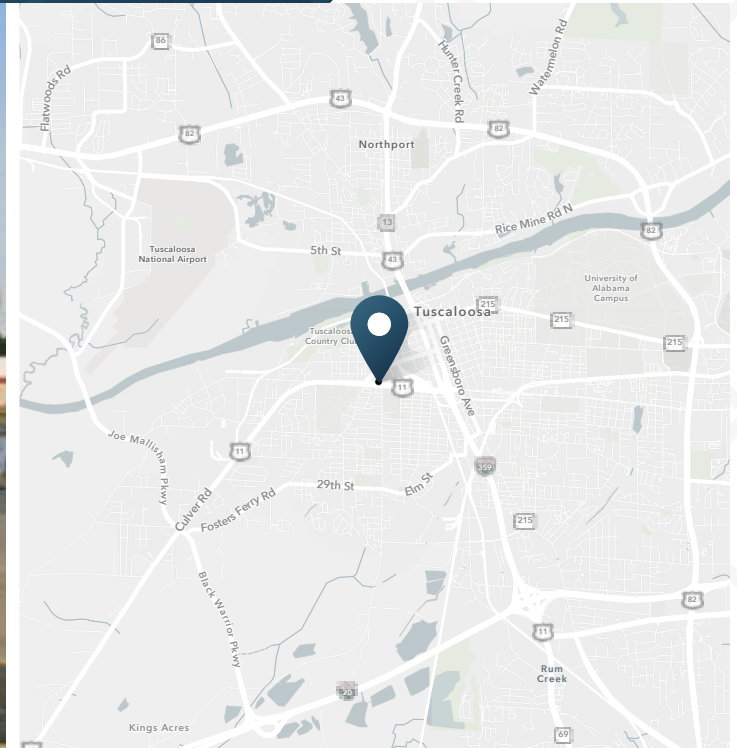 86
Flatwoods Rd
Hunter Creek Rd
Watermelon Rd
43
82
82
Northport
13
Rice Mine Rd N
82
5th St
43
Tuscaloosa
National Airport
University of
Alabama
Campus
215
Tuscaloosa
215
Tuscaloosa
Country Clu
215
Greensboro Ave
11
Joe Mallisham Pkwy
11
359
29th St
Elm St
Culver Rd
Fosters Ferry Rd
215
Black Warrior Pkwy
82
11
Rum
Creek
20
Kings Acres
69